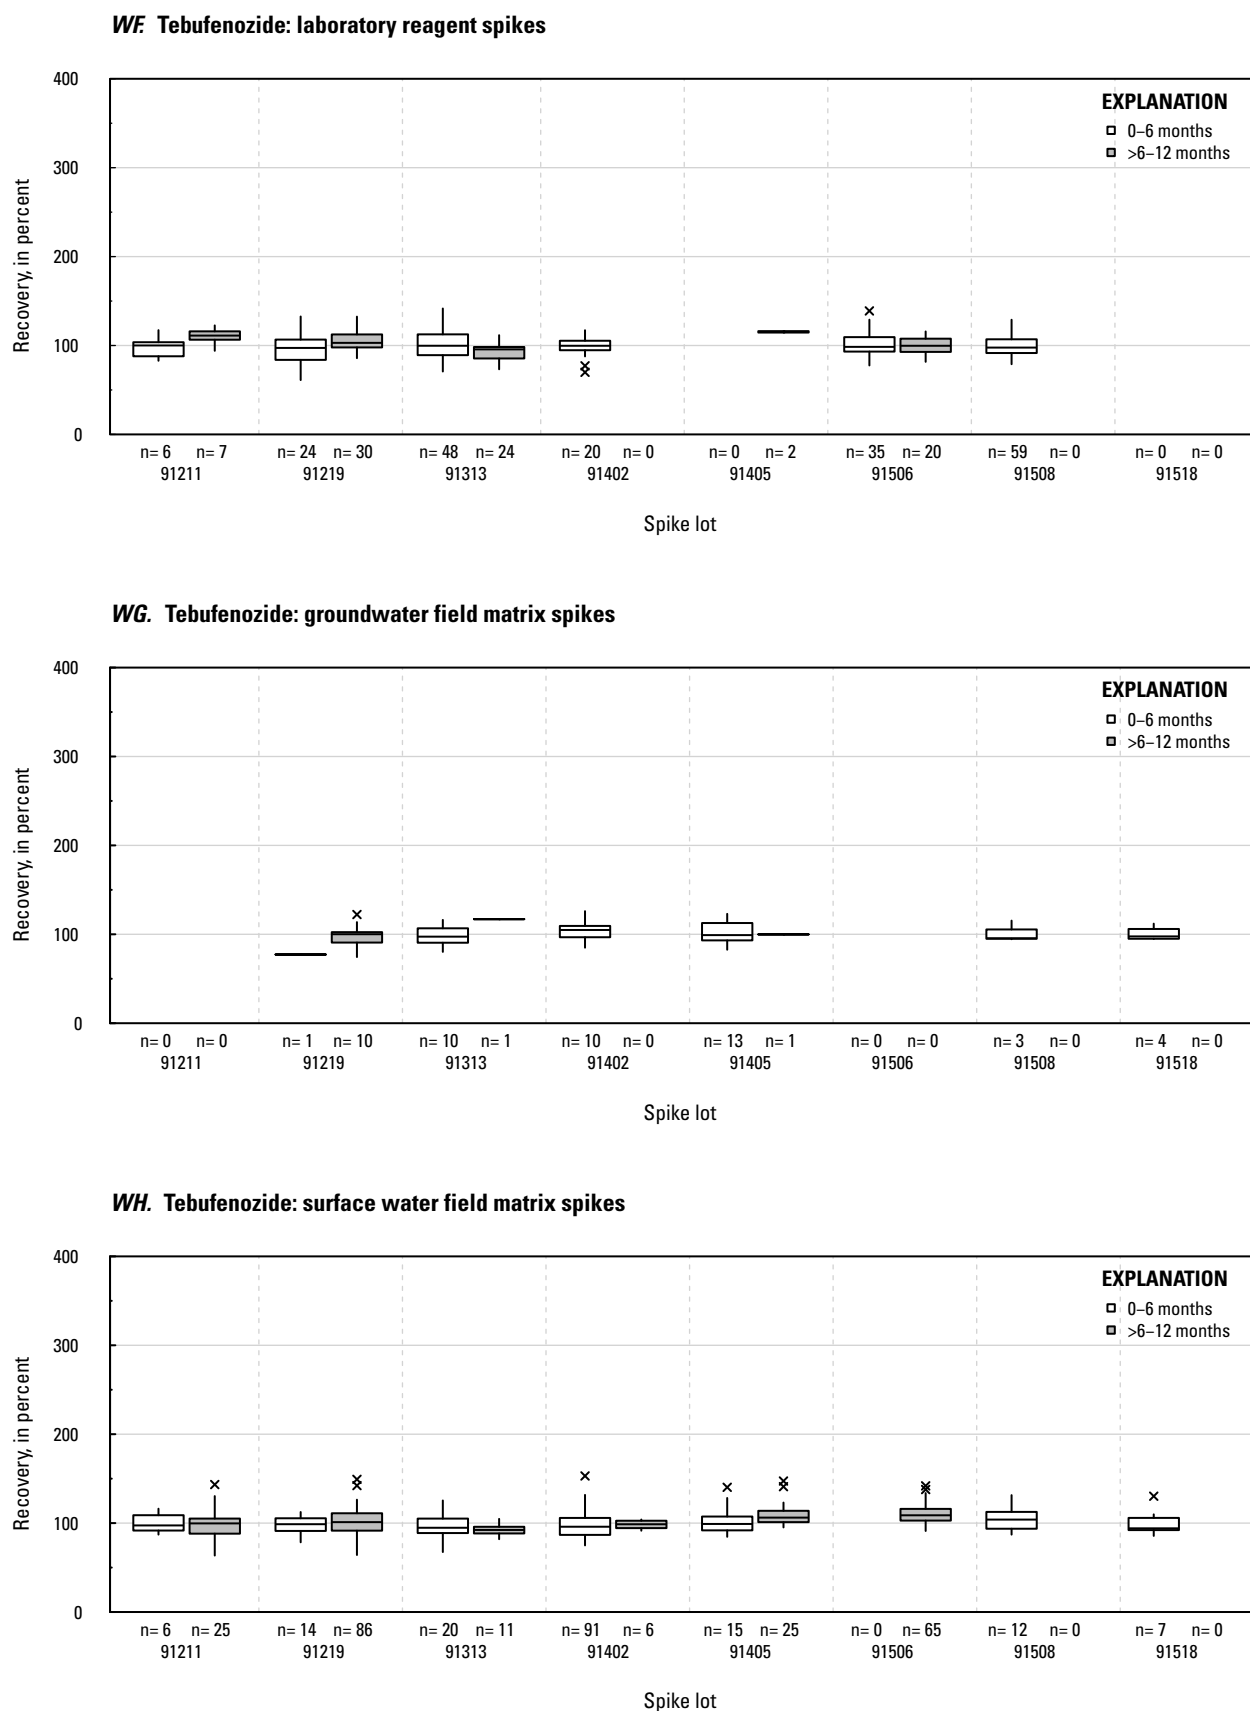 WF. Tebufenozide: laboratory reagent spikes
400
300
200
100
0
Recovery, in percent
EXPLANATION
0–6 months
>6–12 months
n= 6 n= 7 n= 24 n= 30 n= 48 n= 24 n= 20 n= 0 n= 0 n= 2 n= 35 n= 20 n= 59 n= 0 n= 0 n= 0
91211 91219 91313 91402 91405 91506 91508 91518
Spike lot
WG. Tebufenozide: groundwater field matrix spikes
400
300
200
100
0
Recovery, in percent
EXPLANATION
0–6 months
>6–12 months
n= 0 n= 0 n= 1 n= 10 n= 10 n= 1 n= 10 n= 0 n= 13 n= 1 n= 0 n= 0 n= 3 n= 0 n= 4 n= 0
91211 91219 91313 91402 91405 91506 91508 91518
Spike lot
WH. Tebufenozide: surface water field matrix spikes
400
300
200
100
0
Recovery, in percent
EXPLANATION
0–6 months
>6–12 months
n= 6 n= 25 n= 14 n= 86 n= 20 n= 11 n= 91 n= 6 n= 15 n= 25 n= 0 n= 65 n= 12 n= 0 n= 7 n= 0
91211 91219 91313 91402 91405 91506 91508 91518
Spike lot